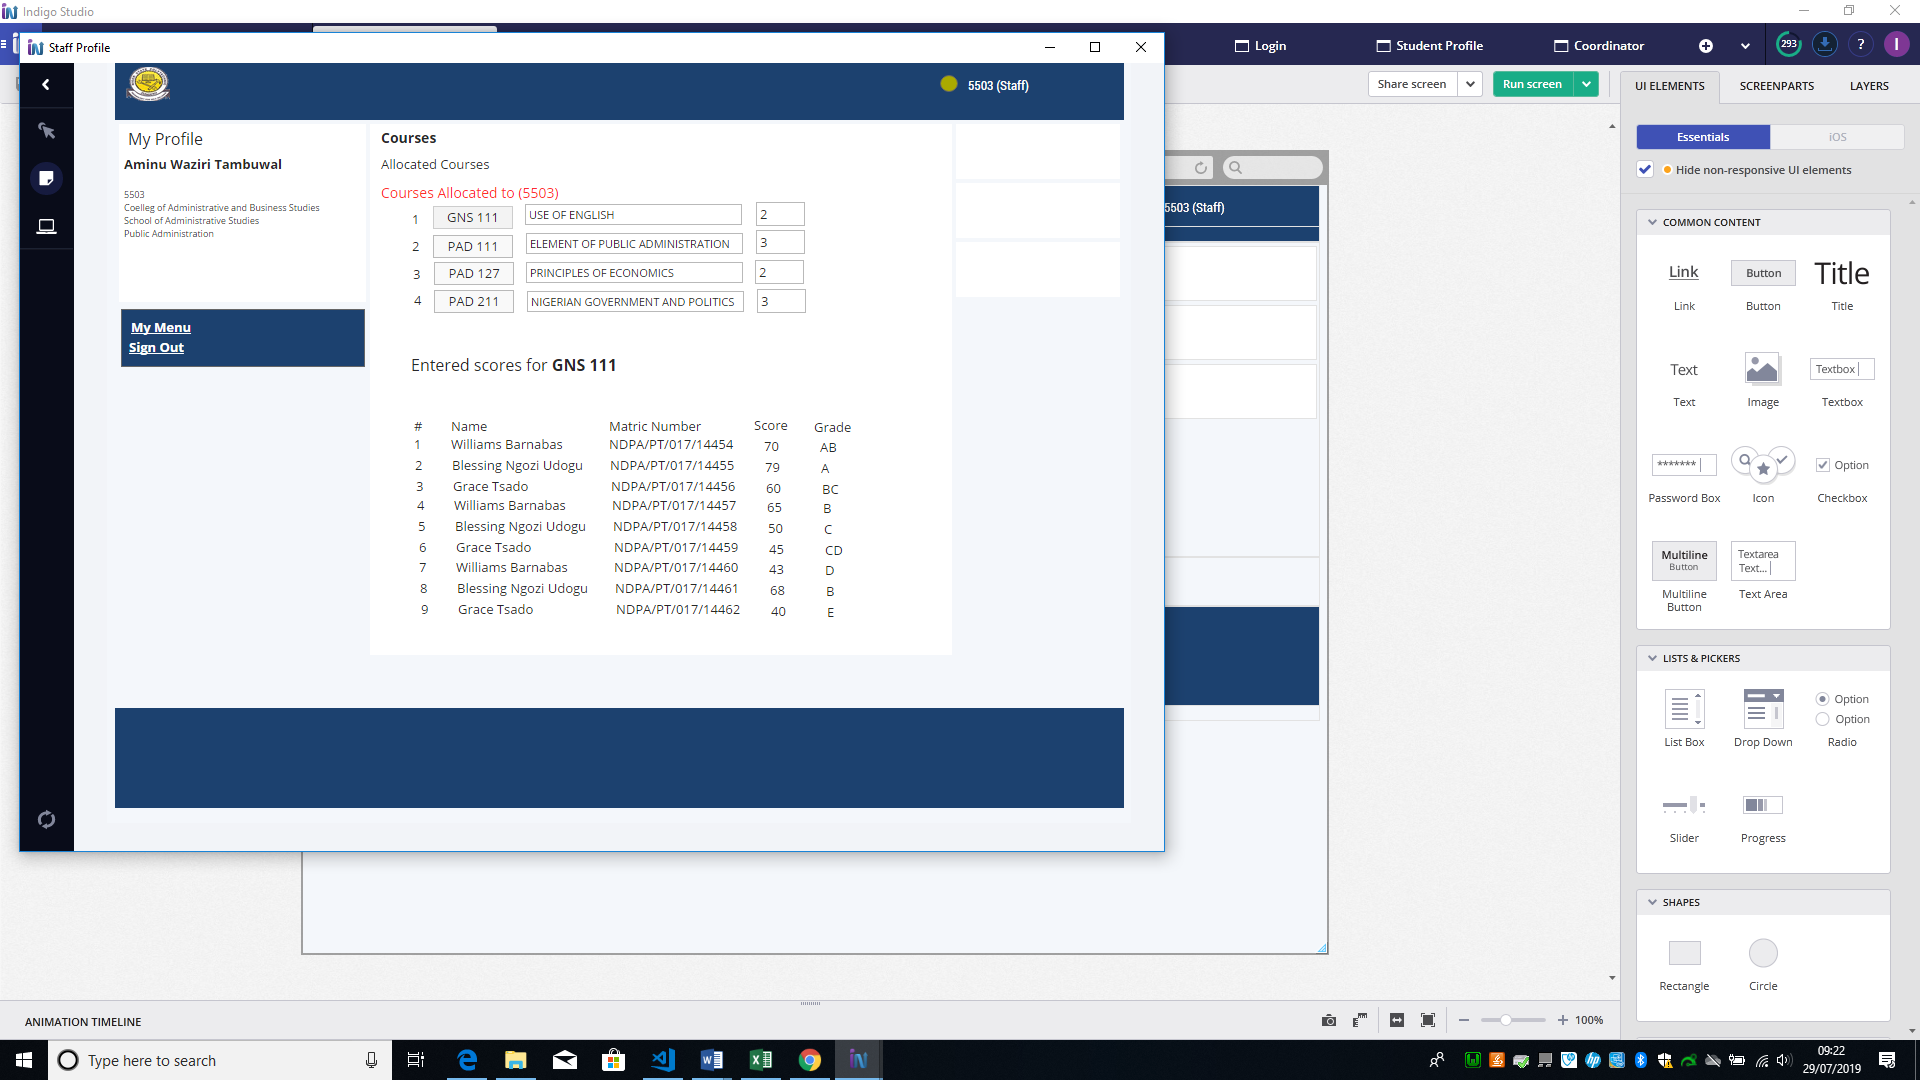 Indigo Studio
Staff Profile
Login
Student Profile
Coordinator
293
?
I
5503 (Staff)
Share screen
Run screen
UI ELEMENTS
SCREENPARTS
LAYERS
My Profile
Aminu Waziri Tambuwal
5503
Coelleg of Administrative and Business Studies
School of Administrative Studies
Public Administration
My Menu
Sign Out
Courses
Allocated Courses
Courses Allocated to (5503)
1 GNS 111 USE OF ENGLISH 2
2 PAD 111 ELEMENT OF PUBLIC ADMINISTRATION 3
3 PAD 127 PRINCIPLES OF ECONOMICS 2
4 PAD 211 NIGERIAN GOVERNMENT AND POLITICS 3
Entered scores for GNS 111
# Name Matric Number Score Grade
1 Williams Barnabas NDPA/PT/017/14454 70 AB
2 Blessing Ngozi Udogu NDPA/PT/017/14455 79 A
3 Grace Tsado NDPA/PT/017/14456 60 BC
4 Williams Barnabas NDPA/PT/017/14457 65 B
5 Blessing Ngozi Udogu NDPA/PT/017/14458 50 C
6 Grace Tsado NDPA/PT/017/14459 45 CD
7 Williams Barnabas NDPA/PT/017/14460 43 D
8 Blessing Ngozi Udogu NDPA/PT/017/14461 68 B
9 Grace Tsado NDPA/PT/017/14462 40 E
5503 (Staff)
Essentials
iOS
Hide non-responsive UI elements
COMMON CONTENT
Link Button Title
Link Button Title
Text Textbox
Text Image Textbox
******* Option
Password Box Icon Checkbox
Multiline
Button
Textarea
Text...
Multiline
Button
Text Area
LISTS & PICKERS
Option
Option
List Box Drop Down Radio
Slider Progress
SHAPES
Rectangle Circle
ANIMATION TIMELINE
100%
Type here to search
09:22
29/07/2019